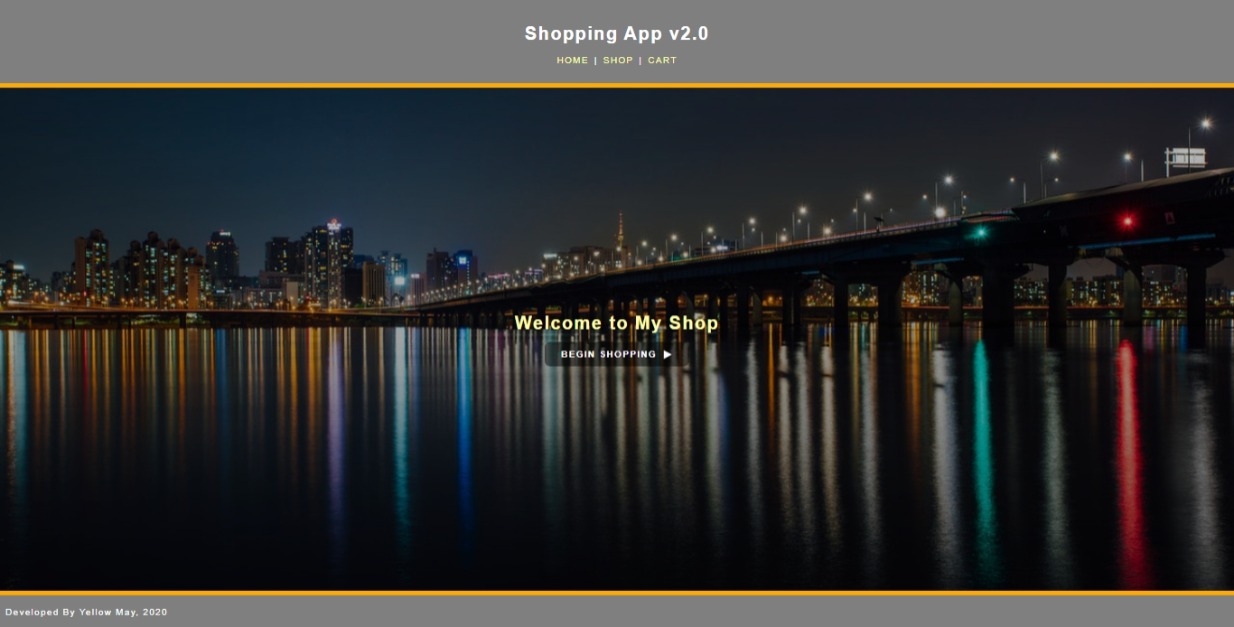 Shopping App v2.0
HOME | SHOP | CART
Welcome to My Shop
BEGIN SHOPPING ▶
Developed By Yellow May, 2020